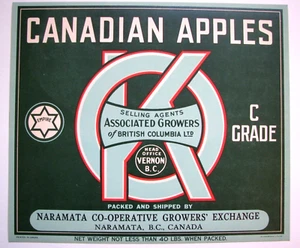 CANADIAN APPLES
OK
SELLING AGENTS
ASSOCIATED GROWERS
of BRITISH COLUMBIA LTD
HEAD
OFFICE
VERNON
B.C.
EMPIRE
C
GRADE
PACKED AND SHIPPED BY
NARAMATA CO-OPERATIVE GROWERS' EXCHANGE
NARAMATA, B.C., CANADA
NET WEIGHT NOT LESS THAN 40 LBS. WHEN PACKED.